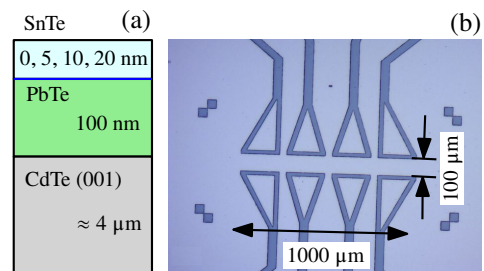 SnTe
(a)
0, 5, 10, 20 nm
PbTe
100 nm
CdTe (001)
≈ 4 µm
(b)
100 µm
1000 µm